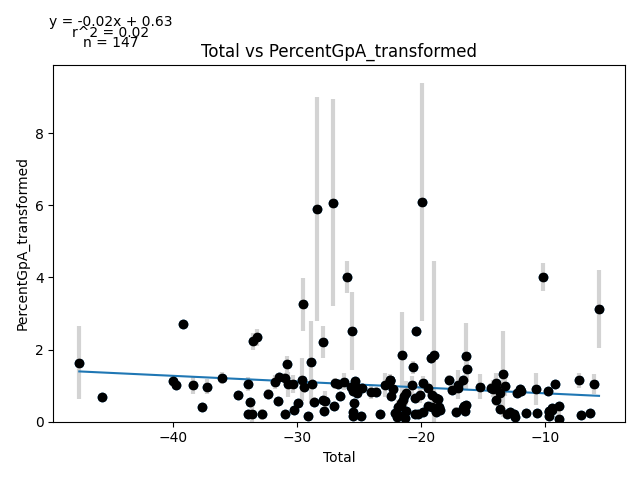 y = -0.02x + 0.63
r^2 = 0.02
n = 147
Total vs PercentGpA_transformed
PercentGpA_transformed
8
6
4
2
0
−40
−30
−20
−10
Total